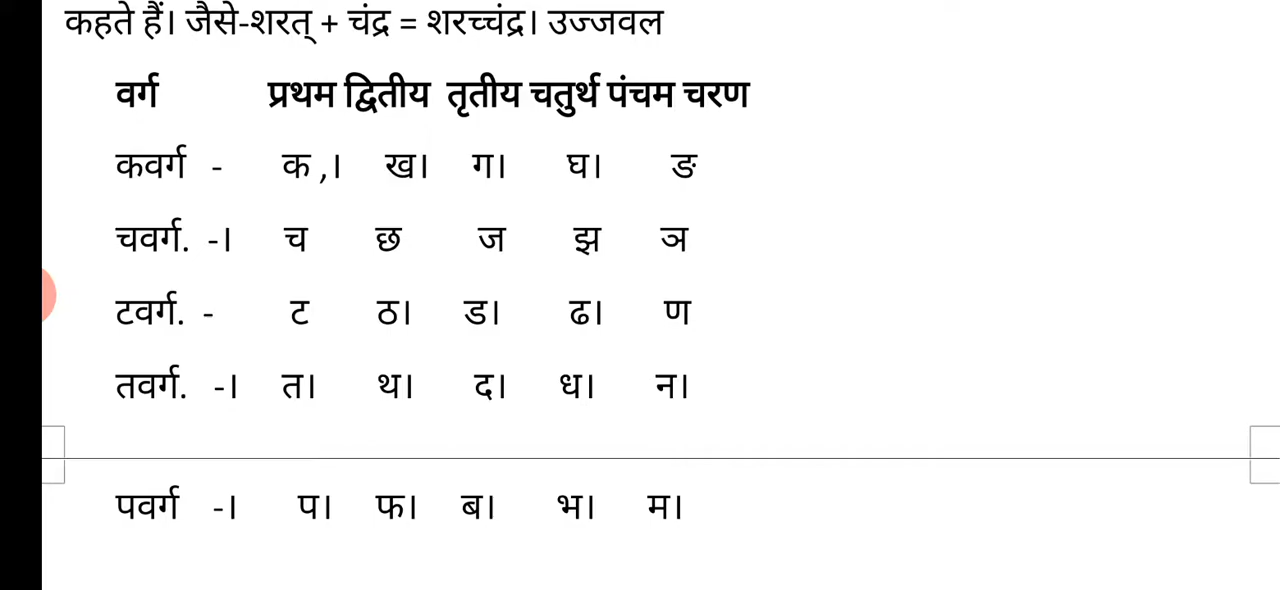 कहते हैं। जैसे-शरत् + चंद्र = शरच्चंद्र। उज्जवल
वर्ग प्रथम द्वितीय तृतीय चतुर्थ पंचम चरण
कवर्ग - क ,। ख। ग। घ। ङ
चवर्ग. -। च छ ज झ ञ
टवर्ग. - ट ठ। ड। ढ। ण
तवर्ग. -। त। थ। द। ध। न।
पवर्ग -। प। फ। ब। भ। म।